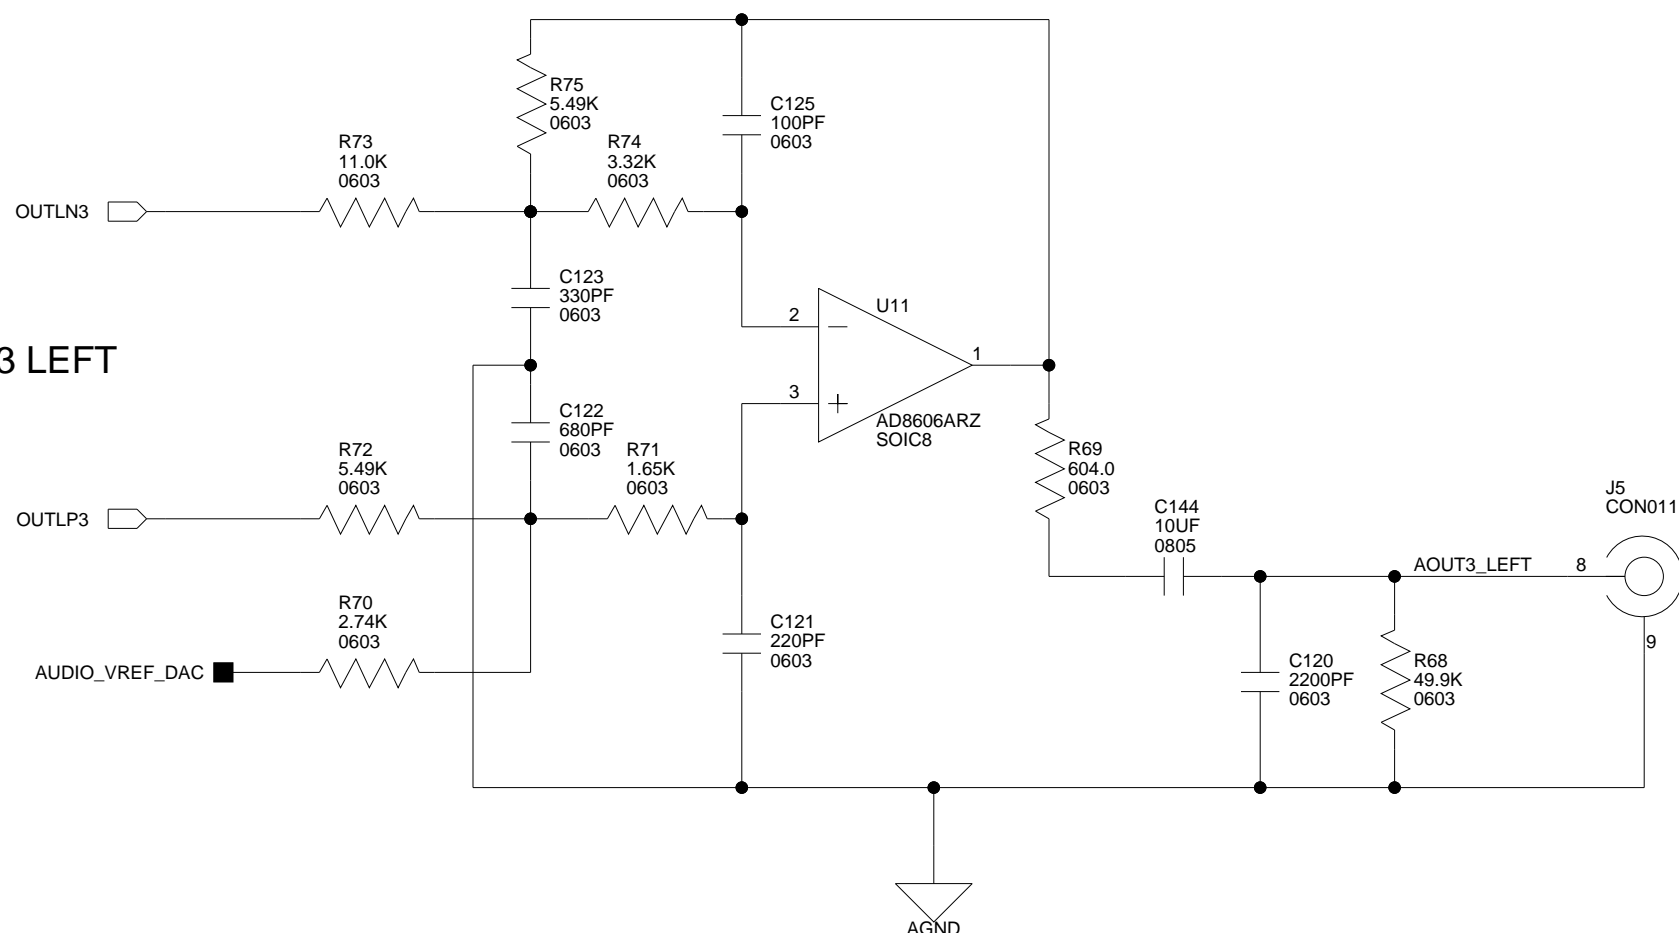 R75
5.49K
0603
C125
100PF
0603
R73
11.0K
0603
R74
3.32K
0603
OUTLN3
C123
330PF
0603
2
U11
3 LEFT
1
3
C122
680PF
0603
AD8606ARZ
SOIC8
R72
5.49K
0603
R71
1.65K
0603
R69
604.0
0603
J5
CON011
OUTLP3
C144
10UF
0805
AOUT3_LEFT
8
R70
2.74K
0603
C121
220PF
0603
9
AUDIO_VREF_DAC
C120
2200PF
0603
R68
49.9K
0603
AGND